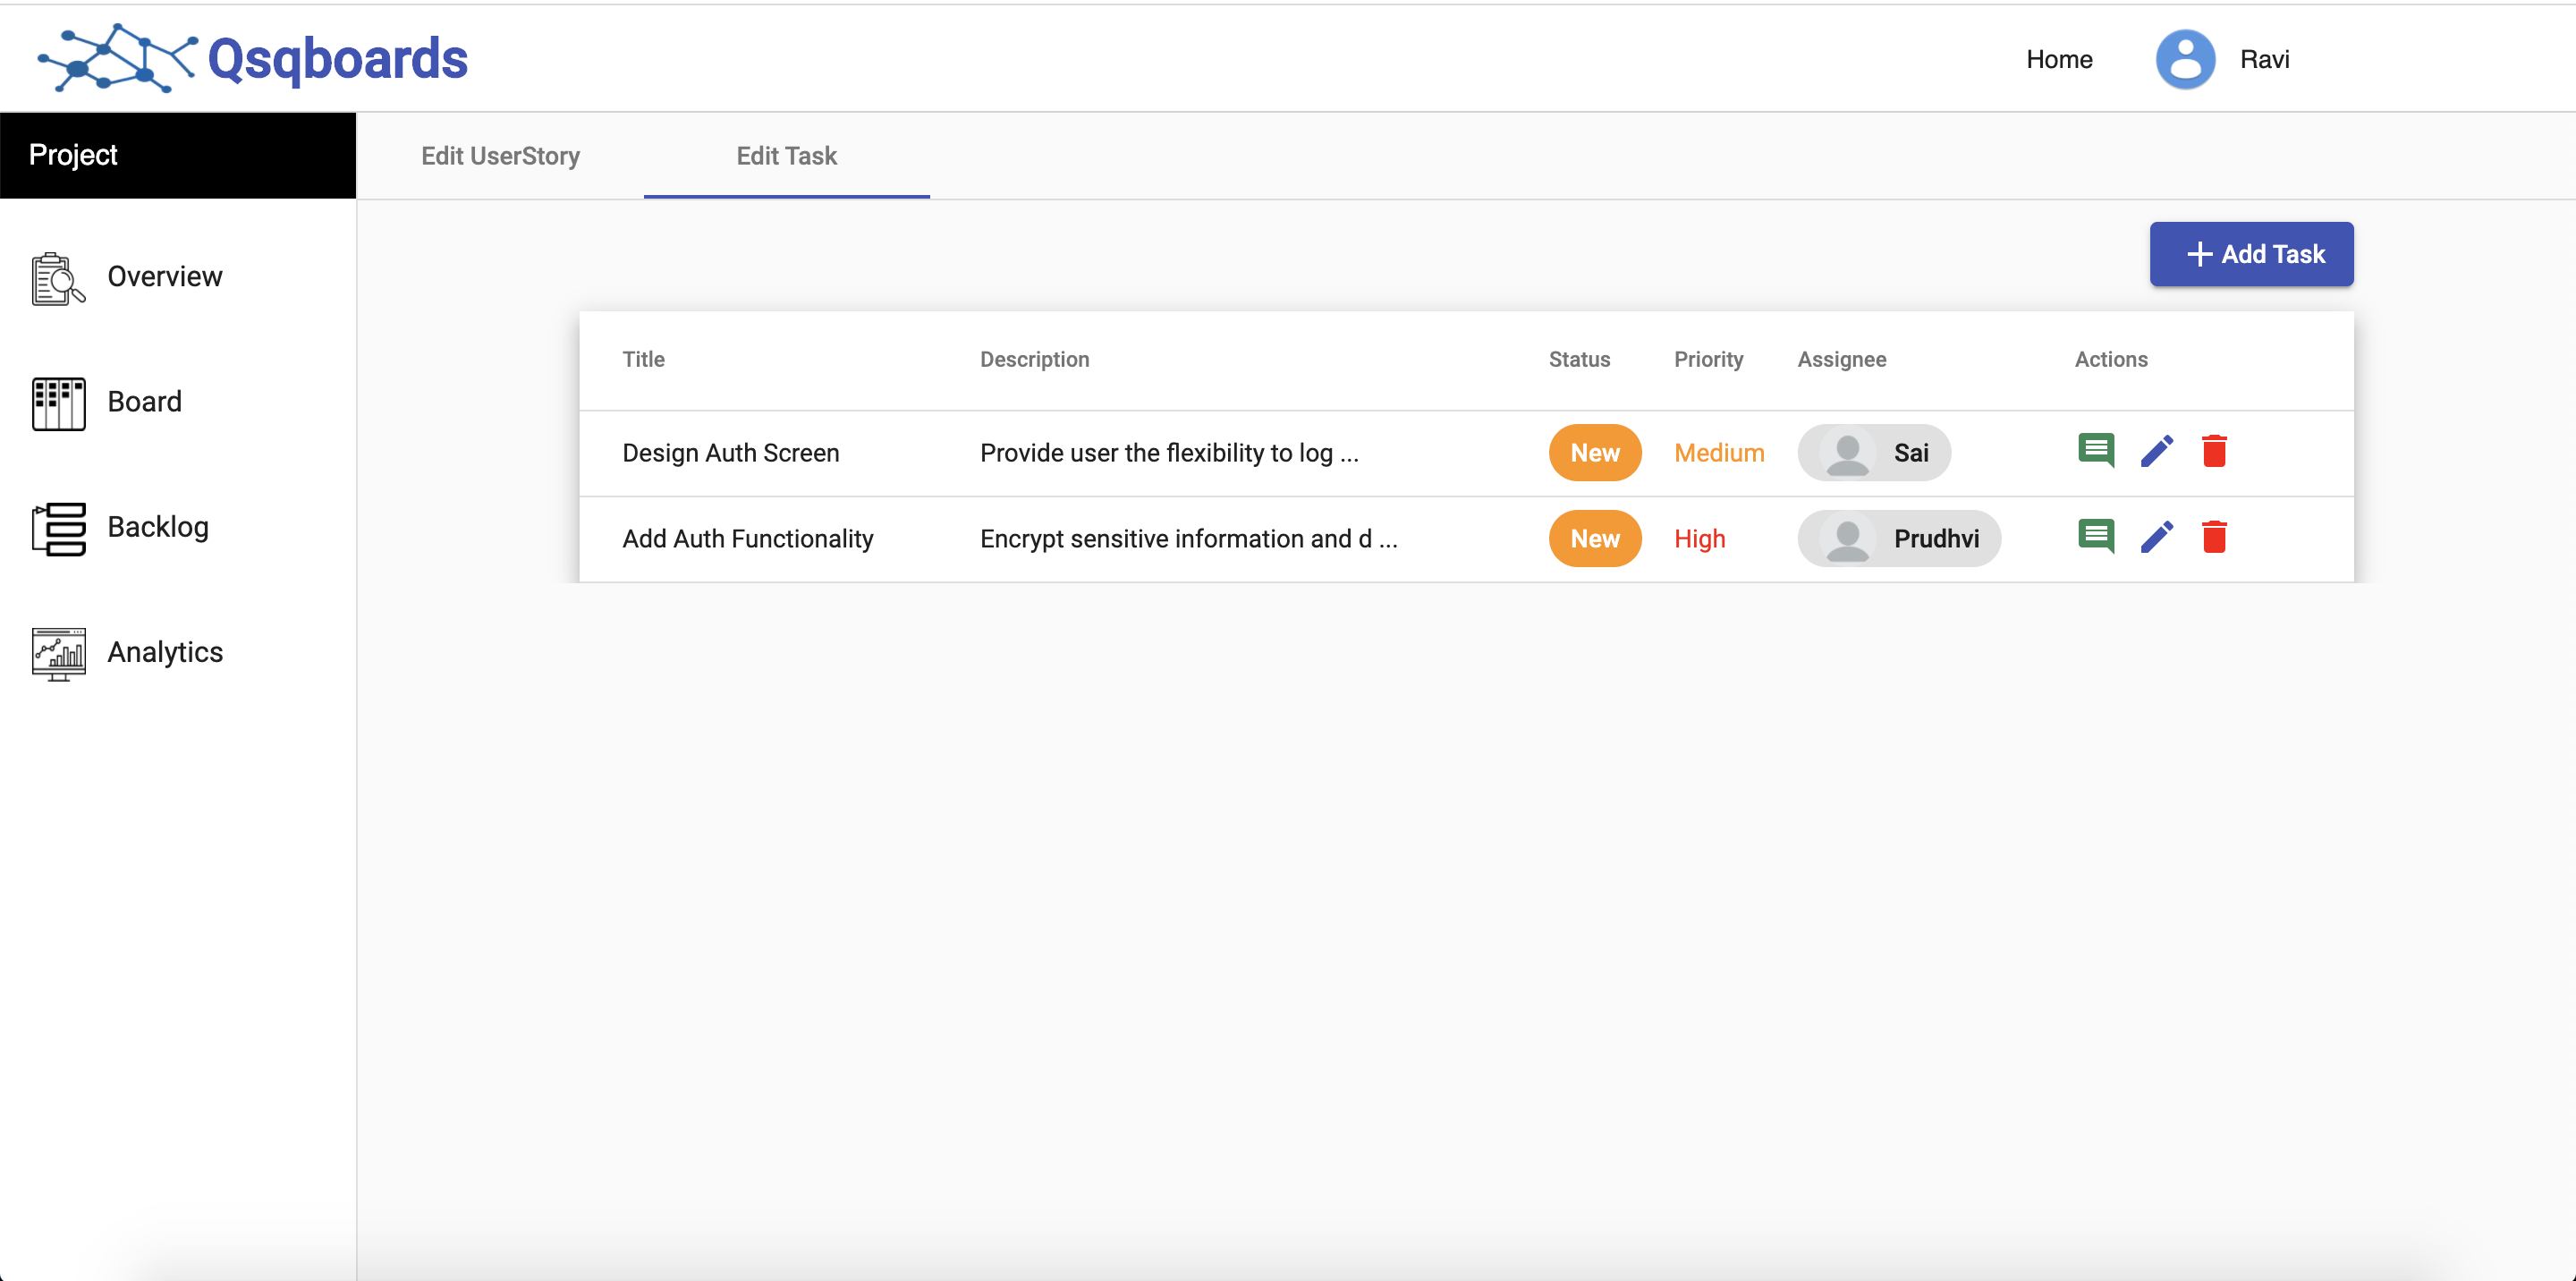 Qsqboards
Home Ravi
Project
Edit UserStory Edit Task
Add Task
Overview
Board
Backlog
Analytics
Title Description Status Priority Assignee Actions
Design Auth Screen Provide user the flexibility to log ... New Medium Sai
Add Auth Functionality Encrypt sensitive information and d ... New High Prudhvi